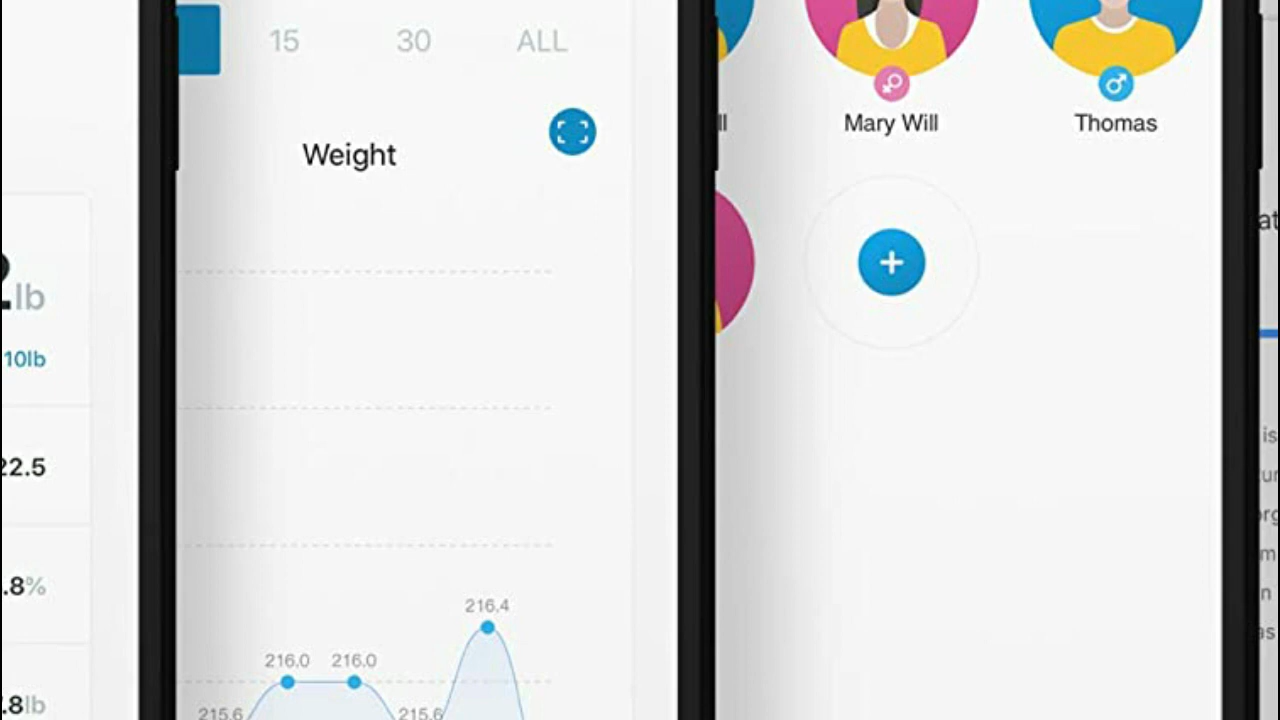 lb
10lb
22.5
.8%
.8lb
15 30 ALL
Weight
216.4
216.0 216.0
215.6 215.6
Mary Will
Thomas